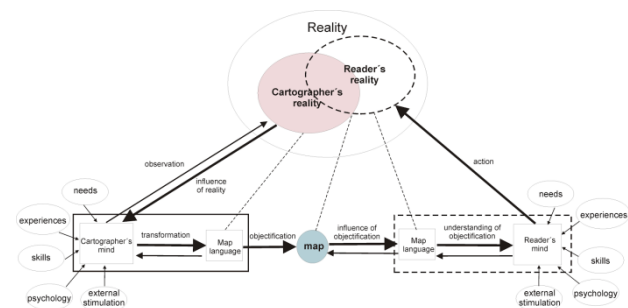 Reality
Reader´s
reality
Cartographer´s
reality
observation
influence
of reality
action
needs
experiences
skills
psychology
external
stimulation
Cartographer´s
mind
transformation
Map
language
objectification
map
influence of
objectification
Map
language
understanding of
objectification
Reader´s
mind
needs
experiences
skills
psychology
external
stimulation